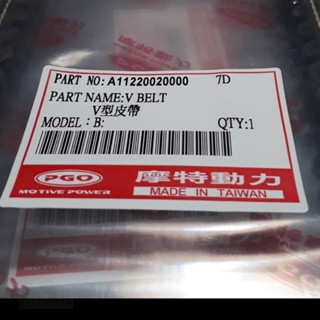 PART NO:A11220020000 7D
PART NAME:V BELT
V型皮帶
MODEL:B: QTY:1
PGO
MOTIVE POWER
摩特動力
MADE IN TAIWAN